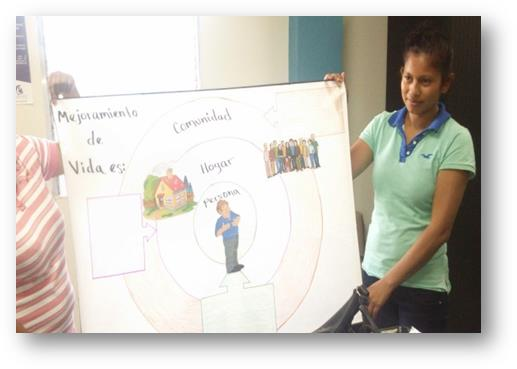 Mejoramiento
de
Vida es:
Comunidad
Hogar
Persona